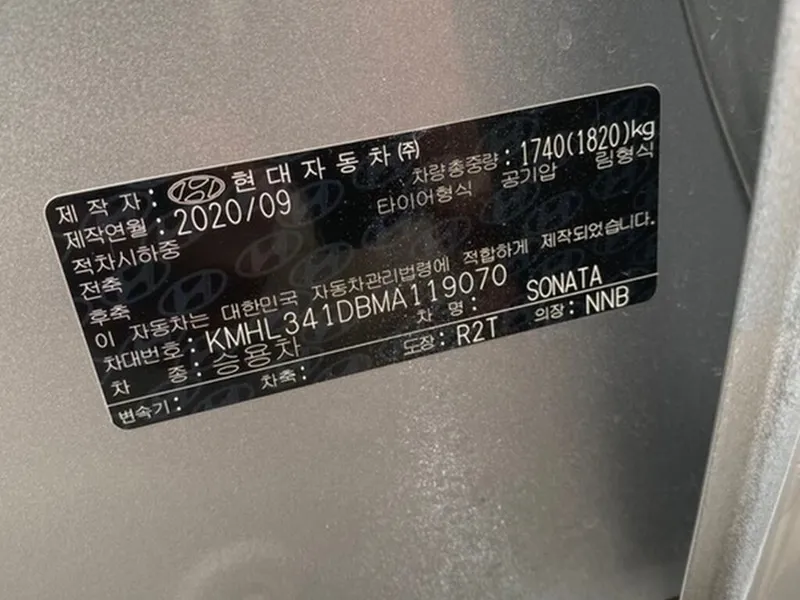 제 작 자 : 현대자동차(주)
제작연월 : 2020/09 차량총중량 : 1740(1820)kg
적차시하중 타이어형식 공기압 림형식
전축
후축
이 자동차는 대한민국 자동차관리법령에 적합하게 제작되었습니다.
차대번호 : KMHL341DBMA119070 차 명 : SONATA
차 종 : 승용차 도장 : R2T 의장 : NNB
변속기 : 차축 :